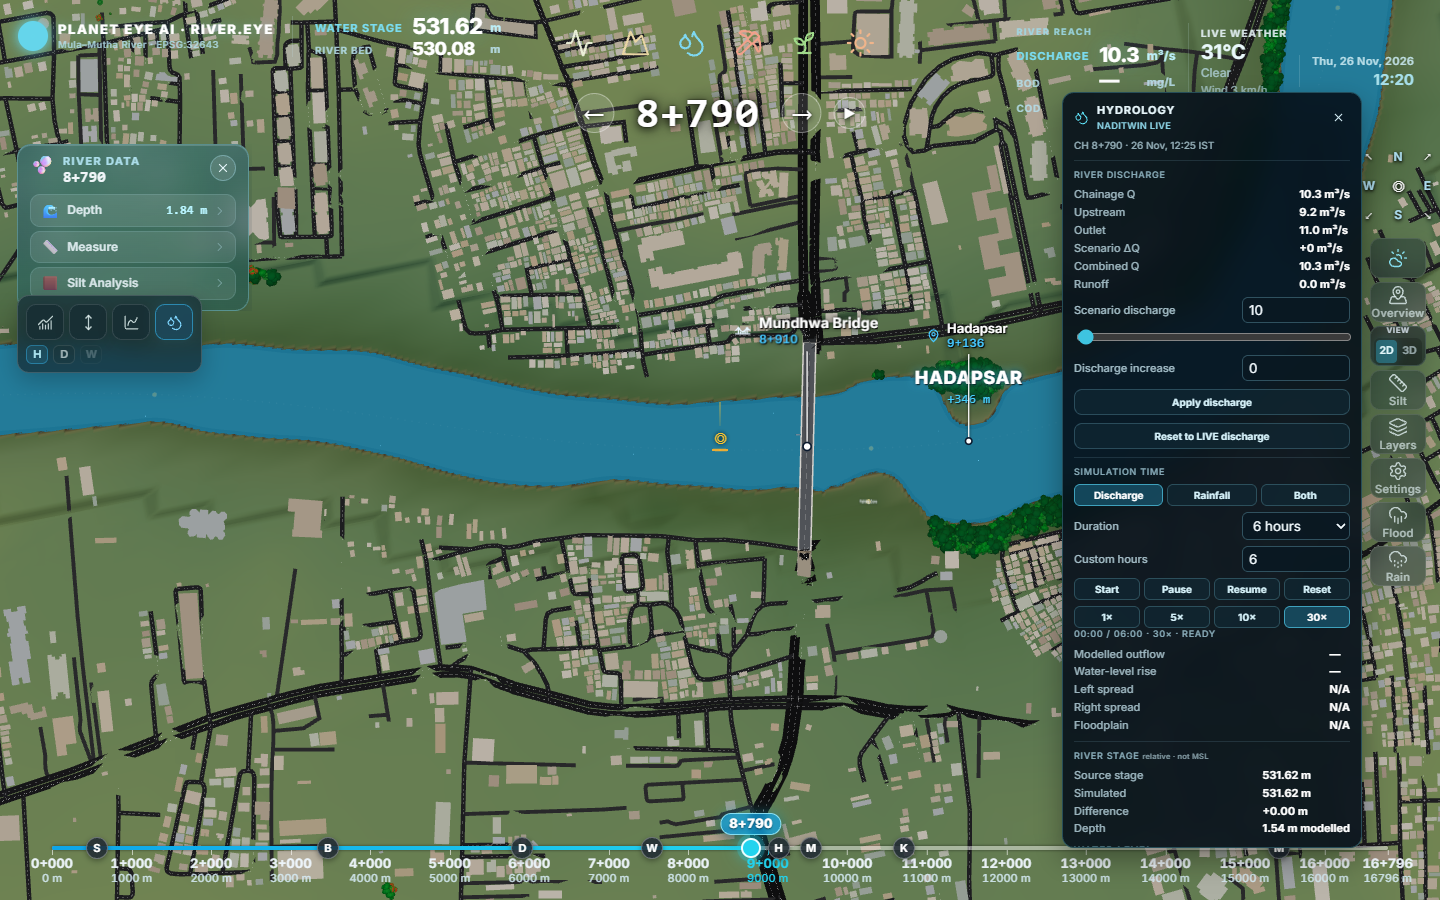 PLANET EYE AI · RIVER.EYE
Mula-Mutha River · EPSG:32643
WATER STAGE 531.62 m
RIVER BED 530.08 m
RIVER REACH
DISCHARGE 10.3 m³/s
BOD — mg/L
COD
LIVE WEATHER
31°C
Clear
Wind 3 km/h
Thu, 26 Nov, 2026
12:20
← 8+790 → ▶
RIVER DATA
8+790
Depth 1.84 m
Measure
Silt Analysis
H D W
Mundhwa Bridge
8+910
Hadapsar
9+136
HADAPSAR
+346 m
HYDROLOGY
NADITWIN LIVE
CH 8+790 · 26 Nov, 12:25 IST
RIVER DISCHARGE
Chainage Q 10.3 m³/s
Upstream 9.2 m³/s
Outlet 11.0 m³/s
Scenario ΔQ +0 m³/s
Combined Q 10.3 m³/s
Runoff 0.0 m³/s
Scenario discharge 10
Discharge increase 0
Apply discharge
Reset to LIVE discharge
SIMULATION TIME
Discharge Rainfall Both
Duration 6 hours
Custom hours 6
Start Pause Resume Reset
1× 5× 10× 30×
00:00 / 06:00 · 30× · READY
Modelled outflow —
Water-level rise —
Left spread N/A
Right spread N/A
Floodplain N/A
RIVER STAGE relative · not MSL
Source stage 531.62 m
Simulated 531.62 m
Difference +0.00 m
Depth 1.54 m modelled
N
W E
S
Overview
VIEW
2D 3D
Silt
Layers
Settings
Flood
Rain
8+790
S B D W H M K M
0+000 1+000 2+000 3+000 4+000 5+000 6+000 7+000 8+000 9+000 10+000 11+000 12+000 13+000 14+000 15+000 16+000 16+796
0 m 1000 m 2000 m 3000 m 4000 m 5000 m 6000 m 7000 m 8000 m 9000 m 10000 m 11000 m 12000 m 13000 m 14000 m 15000 m 16000 m 16796 m